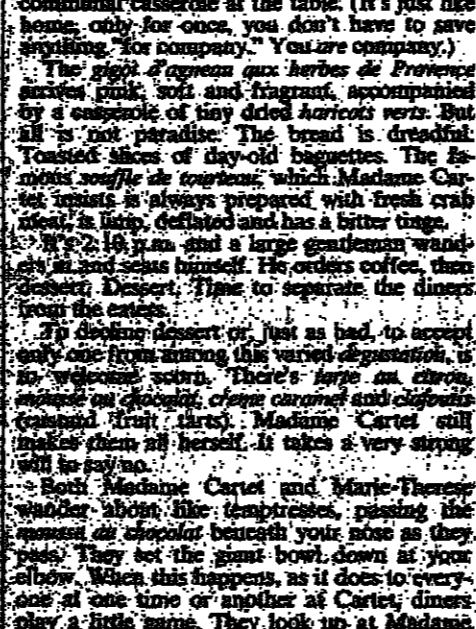 communal casserole at the table. (It's just like
home; only for once, you don't have to save
anything "for company." You are company.)
The gigot d'agneau aux herbes de Provence
arrives pink, soft and fragrant, accompanied
by a casserole of tiny dried haricots verts. But
all is not paradise. The bread is dreadful:
Toasted slices of day-old baguettes. The fa-
mous souffle de tourteau, which Madame Car-
tet insists is always prepared with fresh crab
meat, is limp, deflated and has a bitter tinge.
It's 2:10 p.m. and a large gentleman wand-
ers in and seats himself. He orders coffee, then
dessert. Dessert. Time to separate the diners
from the eaters.
To decline dessert or, just as bad, to accept
only one from among this varied degustation, is
to welcome scorn. There's tarte au citron,
mousse au chocolat, creme caramel and clafoutis
(custard fruit tarts). Madame Cartet still
makes them all herself. It takes a very strong
will to say no.
Both Madame Cartet and Marie-Therese
wander about like temptresses, passing the
mousse au chocolat beneath your nose as they
pass. They set the giant bowl down at your
elbow. When this happens, as it does to every-
one at one time or another at Cartet, diners
play a little game. They look up at Madame